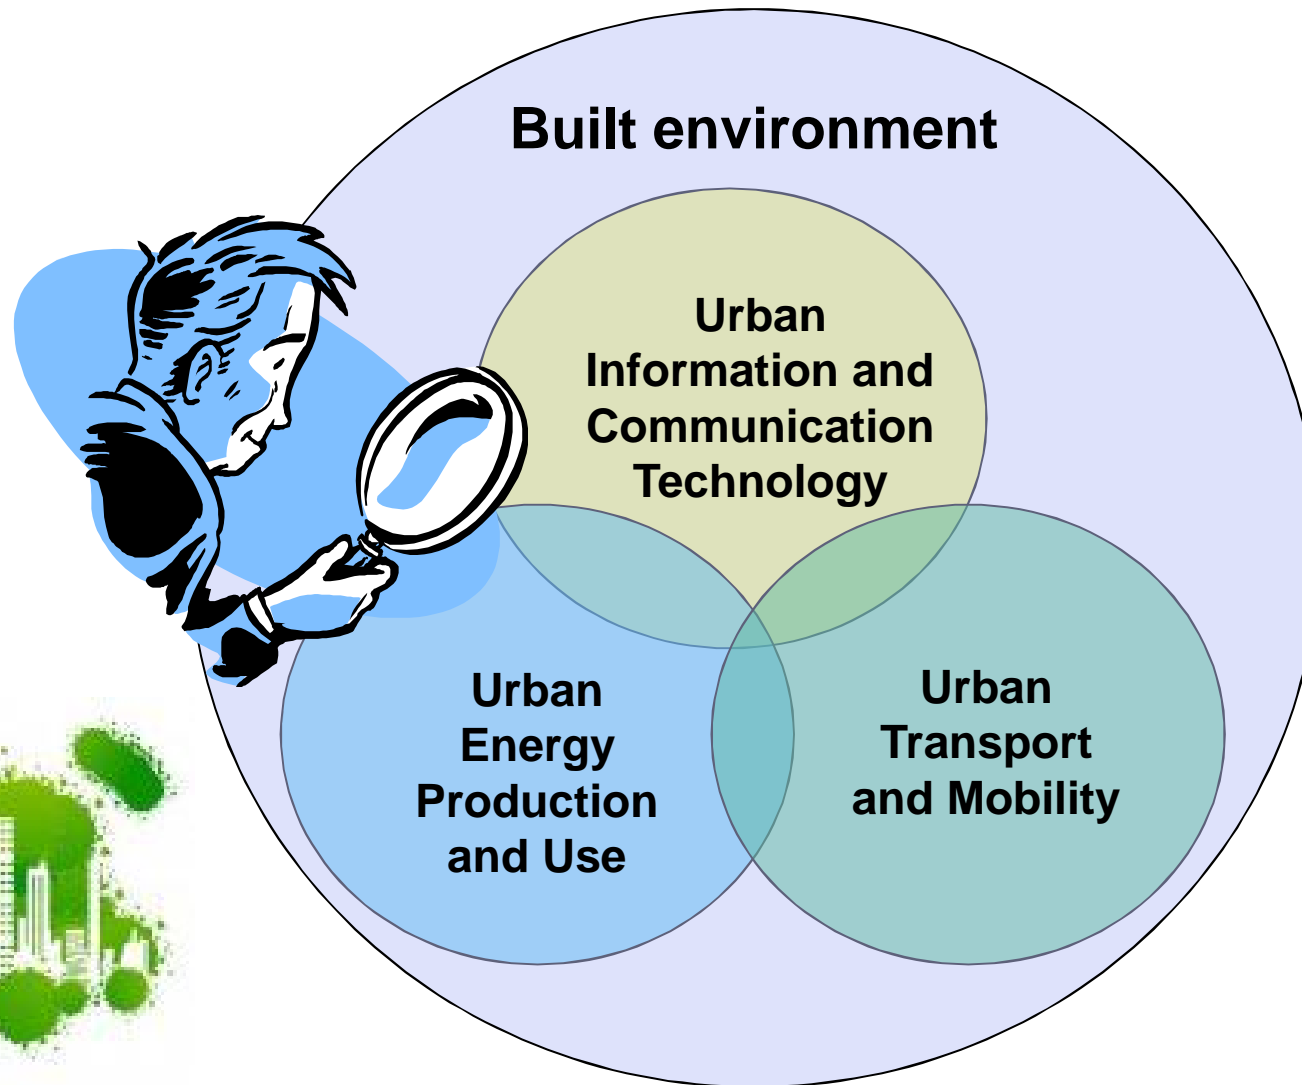 Built environment
Urban
Information and
Communication
Technology
Urban
Energy
Production
and Use
Urban
Transport
and Mobility